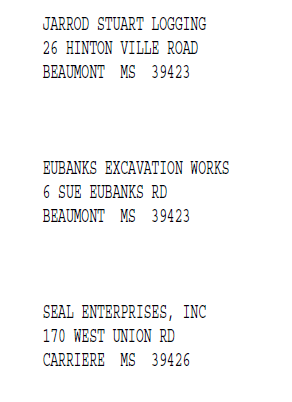 JARROD STUART LOGGING
26 HINTON VILLE ROAD
BEAUMONT  MS  39423
EUBANKS EXCAVATION WORKS
6 SUE EUBANKS RD
BEAUMONT  MS  39423
SEAL ENTERPRISES, INC
170 WEST UNION RD
CARRIERE  MS  39426